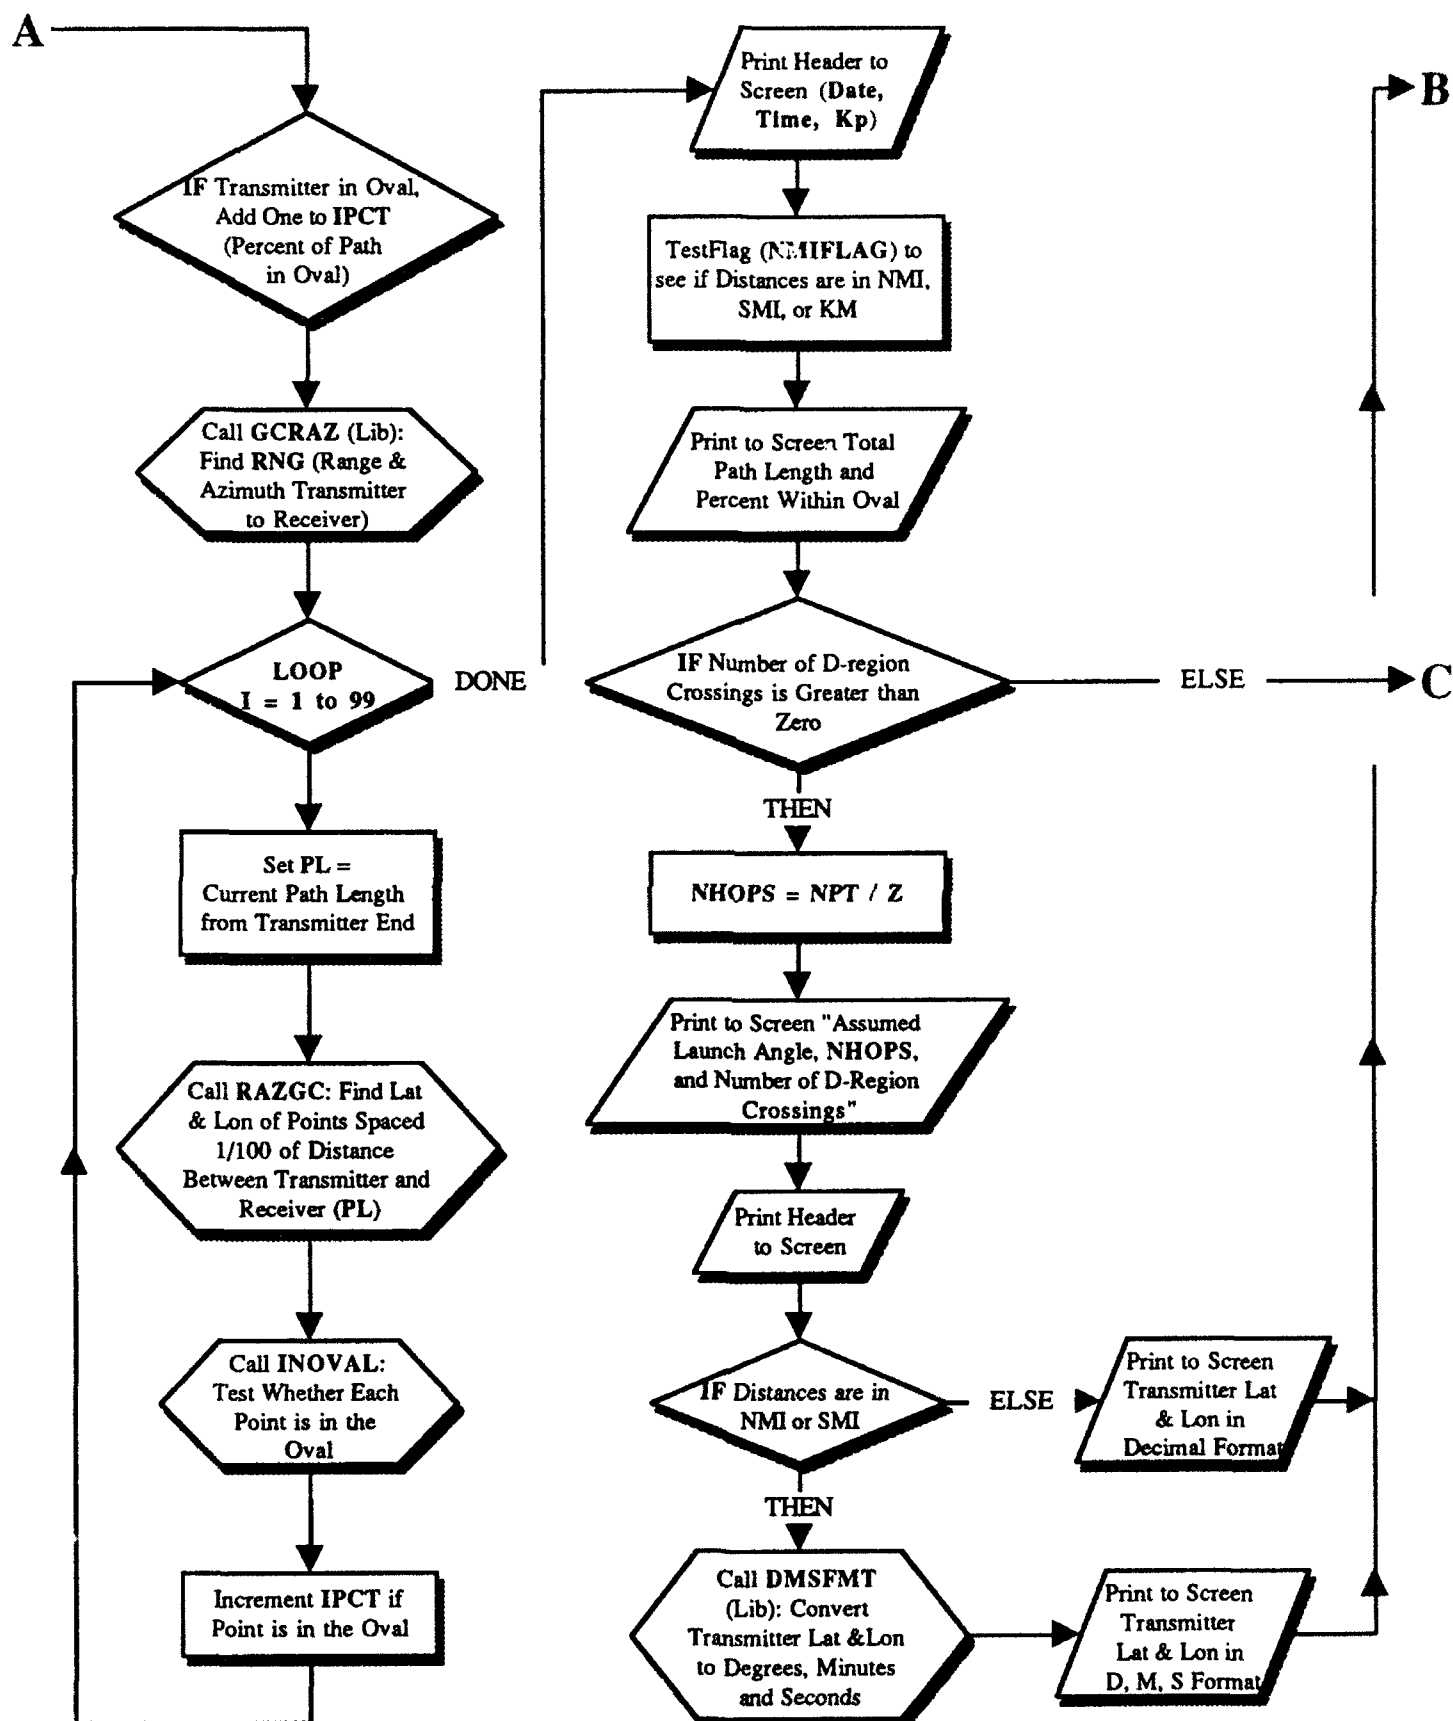 A
IF Transmitter in Oval,
Add One to IPCT
(Percent of Path
in Oval)
Call GCRAZ (Lib):
Find RNG (Range &
Azimuth Transmitter
to Receiver)
LOOP
I = 1 to 99
DONE
Set PL =
Current Path Length
from Transmitter End
Call RAZGC: Find Lat
& Lon of Points Spaced
1/100 of Distance
Between Transmitter and
Receiver (PL)
Call INOVAL:
Test Whether Each
Point is in the
Oval
Increment IPCT if
Point is in the Oval
Print Header to
Screen (Date,
Time, Kp)
TestFlag (NMIFLAG) to
see if Distances are in NMI,
SMI, or KM
Print to Screen Total
Path Length and
Percent Within Oval
IF Number of D-region
Crossings is Greater than
Zero
ELSE
C
THEN
NHOPS = NPT / Z
Print to Screen "Assumed
Launch Angle, NHOPS,
and Number of D-Region
Crossings"
Print Header
to Screen
IF Distances are in
NMI or SMI
ELSE
Print to Screen
Transmitter Lat
& Lon in
Decimal Format
THEN
Call DMSFMT
(Lib): Convert
Transmitter Lat &Lon
to Degrees, Minutes
and Seconds
Print to Screen
Transmitter
Lat & Lon in
D, M, S Format
B